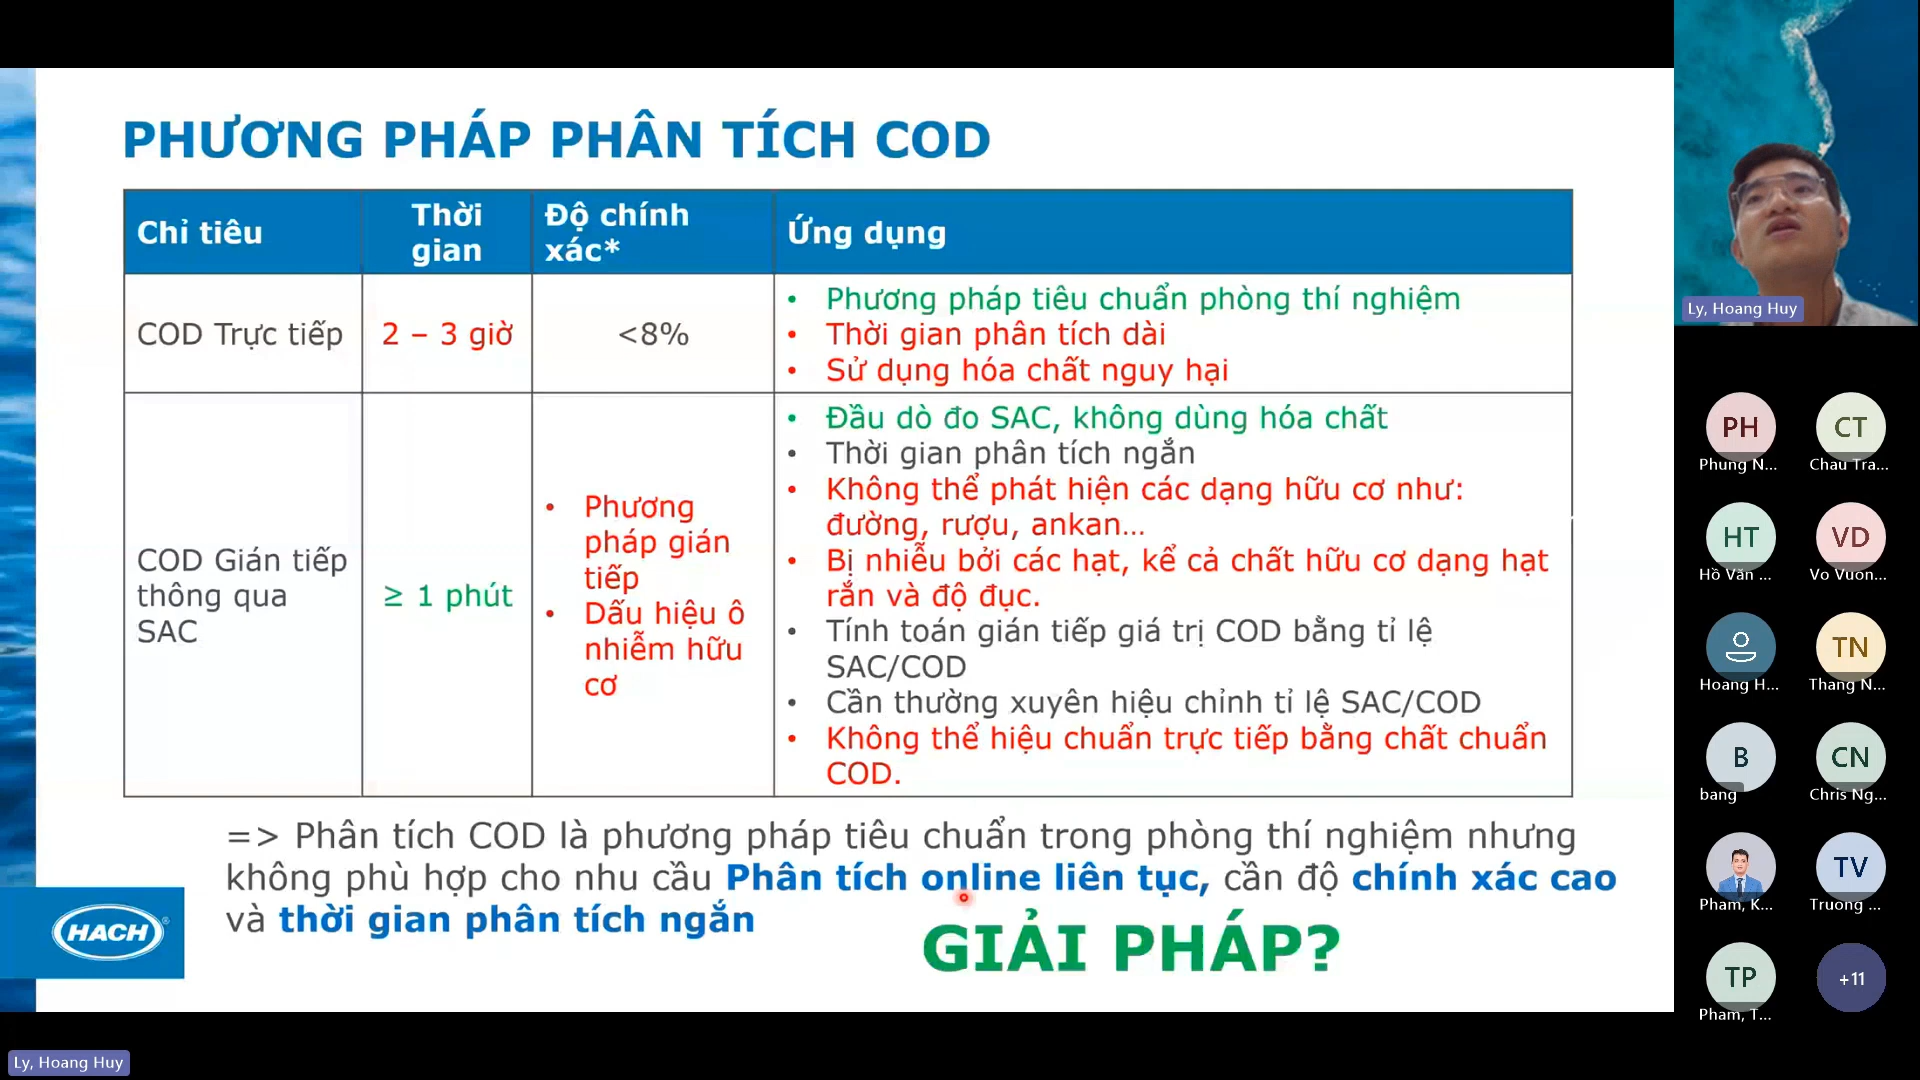 PHƯƠNG PHÁP PHÂN TÍCH COD
Chỉ tiêu
Thời
gian
Độ chính
xác*
Ứng dụng
COD Trực tiếp
2 – 3 giờ
<8%
• Phương pháp tiêu chuẩn phòng thí nghiệm
• Thời gian phân tích dài
• Sử dụng hóa chất nguy hại
COD Gián tiếp
thông qua
SAC
≥ 1 phút
• Phương
pháp gián
tiếp
• Dấu hiệu ô
nhiễm hữu
cơ
• Đầu dò đo SAC, không dùng hóa chất
• Thời gian phân tích ngắn
• Không thể phát hiện các dạng hữu cơ như:
đường, rượu, ankan...
• Bị nhiễu bởi các hạt, kể cả chất hữu cơ dạng hạt
rắn và độ đục.
• Tính toán gián tiếp giá trị COD bằng tỉ lệ
SAC/COD
• Cần thường xuyên hiệu chỉnh tỉ lệ SAC/COD
• Không thể hiệu chuẩn trực tiếp bằng chất chuẩn
COD.
=> Phân tích COD là phương pháp tiêu chuẩn trong phòng thí nghiệm nhưng
không phù hợp cho nhu cầu Phân tích online liên tục, cần độ chính xác cao
và thời gian phân tích ngắn
GIẢI PHÁP?
HACH
Ly, Hoang Huy
Ly, Hoang Huy
PH
Phung N...
CT
Chau Tra...
HT
Hồ Văn ...
VD
Vo Vuon...
Hoang H...
TN
Thang N...
B
bang
CN
Chris Ng...
Pham, K...
TV
Truong ...
TP
Pham, T...
+11